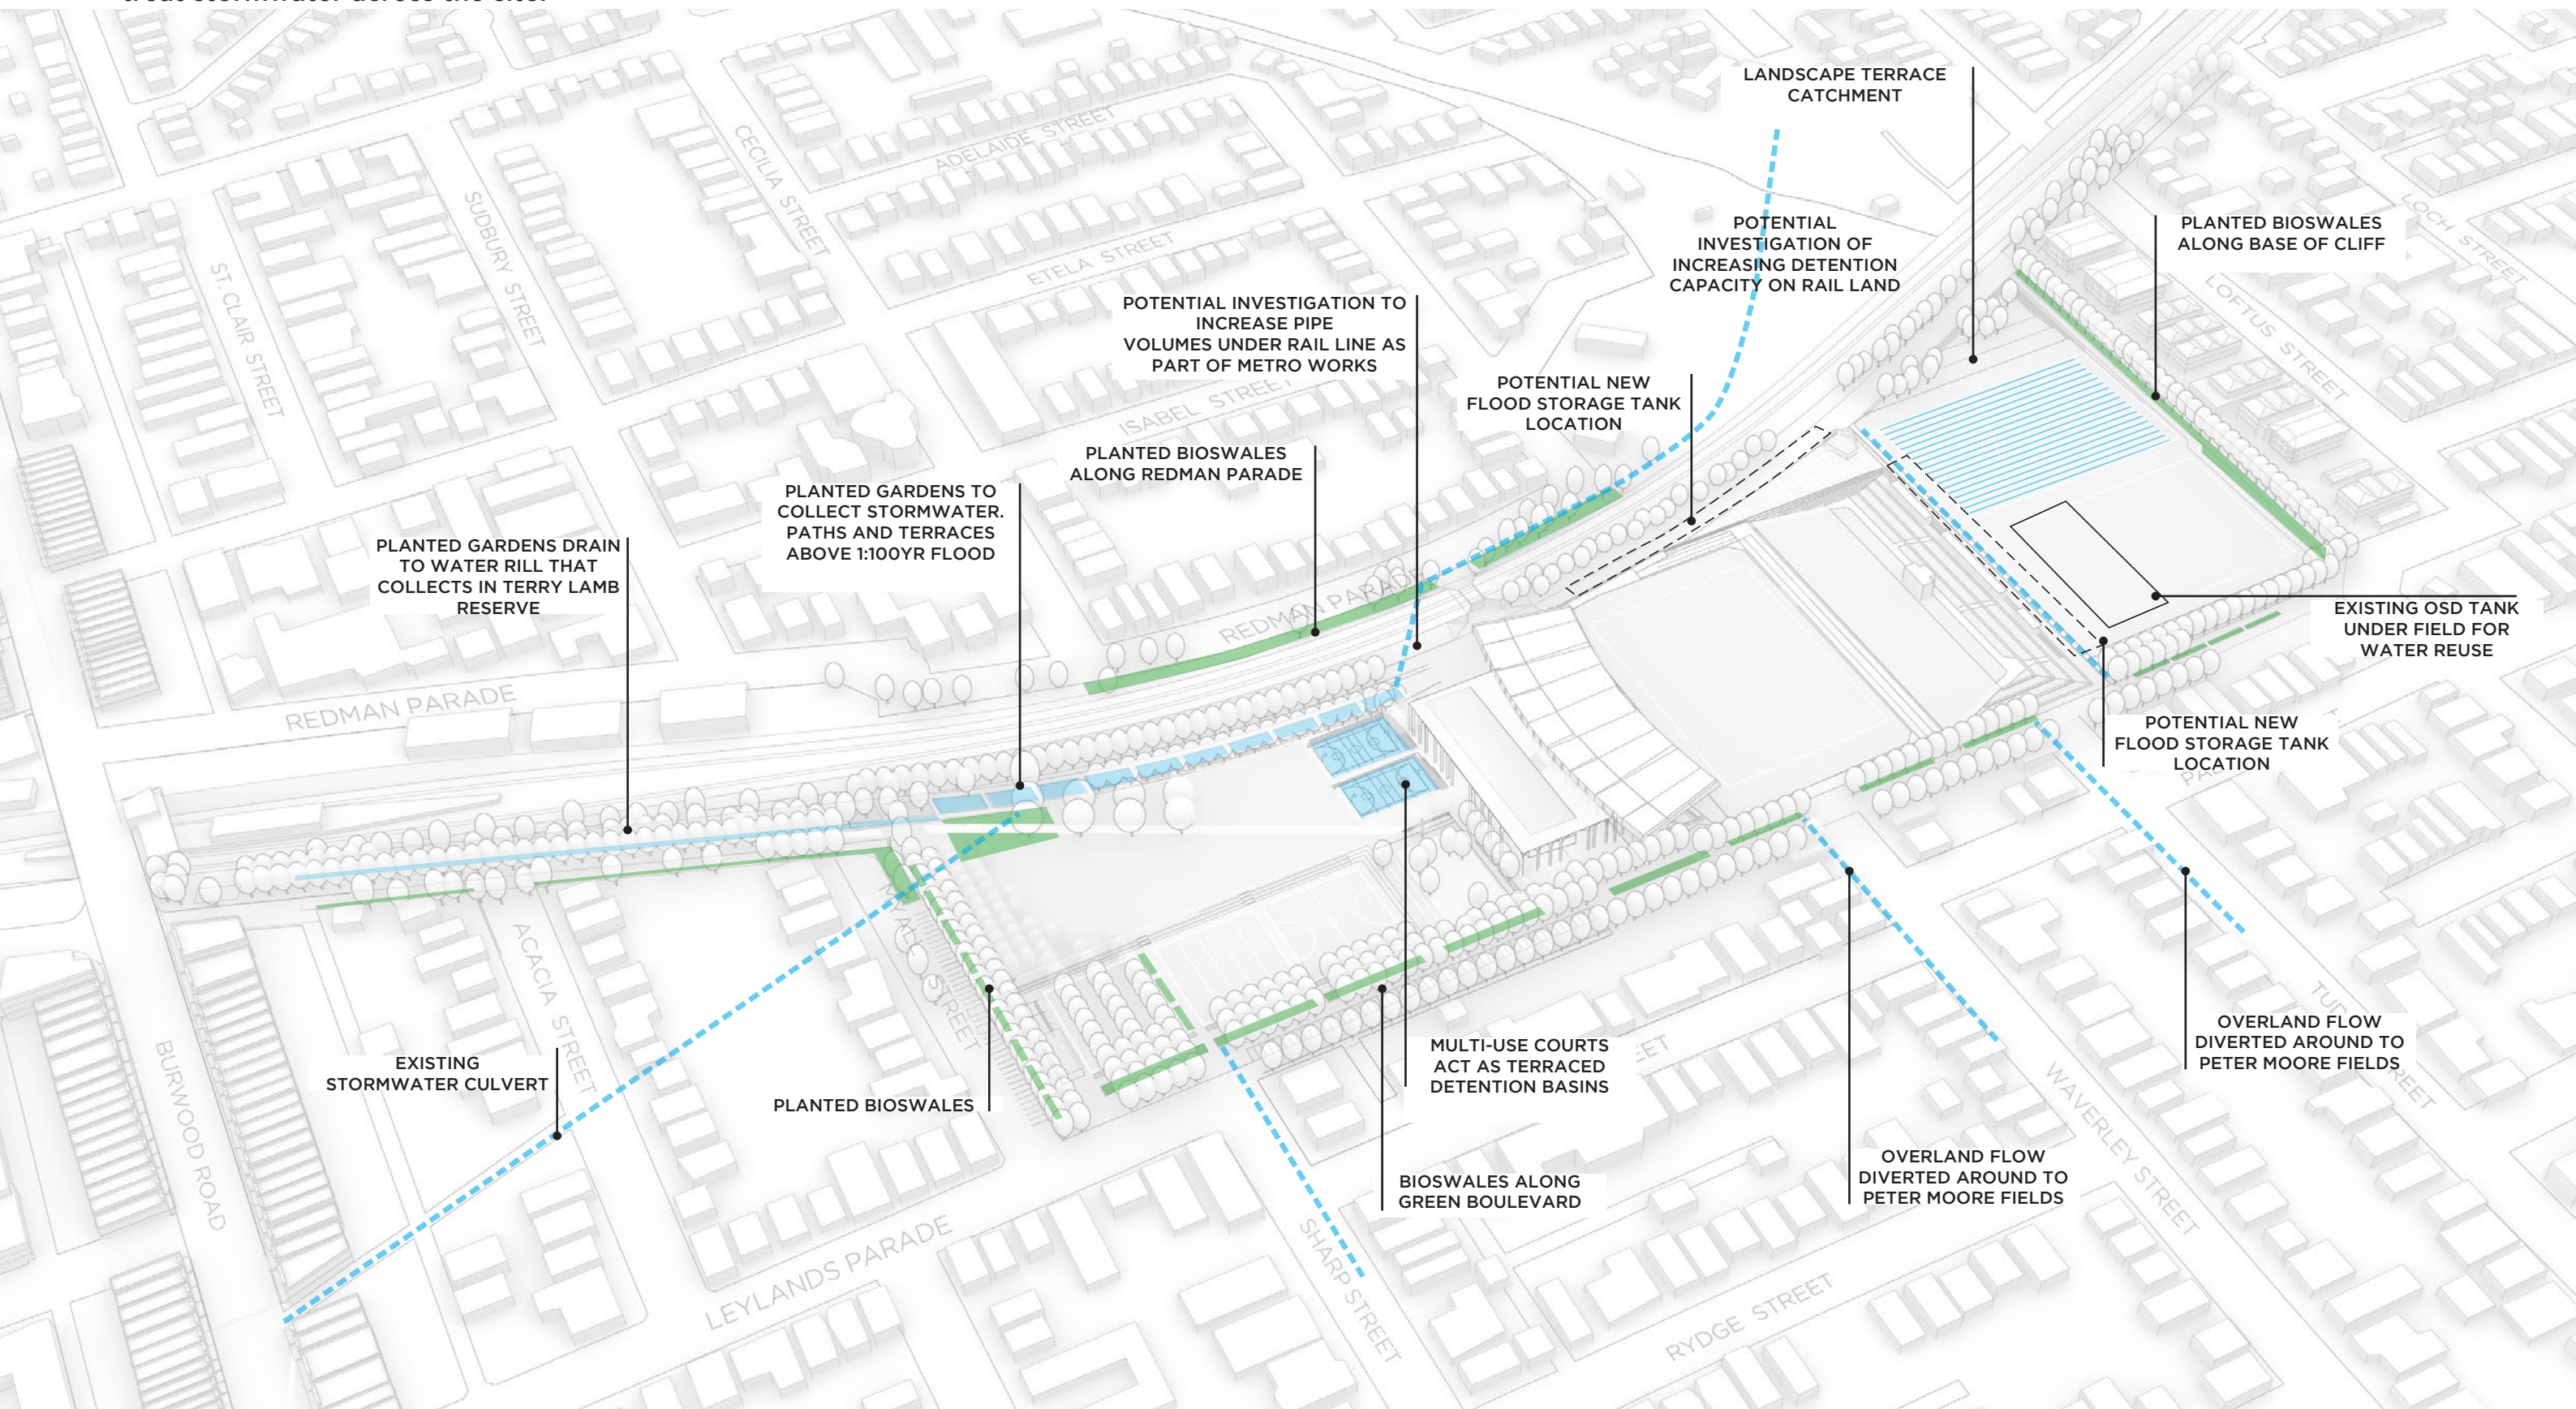 treat stormwater across the site.
LANDSCAPE TERRACE
CATCHMENT
CECILIA STREET
ADELAIDE STREET
SUDBURY STREET
LOCH STREET
POTENTIAL
INVESTIGATION OF
INCREASING DETENTION
CAPACITY ON RAIL LAND
PLANTED BIOSWALES
ALONG BASE OF CLIFF
ETELA STREET
ST. CLAIR STREET
LOFTUS STREET
POTENTIAL INVESTIGATION TO
INCREASE PIPE
VOLUMES UNDER RAIL LINE AS
PART OF METRO WORKS
POTENTIAL NEW
FLOOD STORAGE TANK
LOCATION
ISABEL STREET
PLANTED BIOSWALES
ALONG REDMAN PARADE
PLANTED GARDENS TO
COLLECT STORMWATER.
PATHS AND TERRACES
ABOVE 1:100YR FLOOD
PLANTED GARDENS DRAIN
TO WATER RILL THAT
COLLECTS IN TERRY LAMB
RESERVE
REDMAN PARADE
EXISTING OSD TANK
UNDER FIELD FOR
WATER REUSE
REDMAN PARADE
POTENTIAL NEW
FLOOD STORAGE TANK
LOCATION
ACACIA STREET
STREET
BURWOOD ROAD
EXISTING
STORMWATER CULVERT
PLANTED BIOSWALES
MULTI-USE COURTS
ACT AS TERRACED
DETENTION BASINS
OVERLAND FLOW
DIVERTED AROUND TO
PETER MOORE FIELDS
WAVERLEY STREET
BIOSWALES ALONG
GREEN BOULEVARD
OVERLAND FLOW
DIVERTED AROUND TO
PETER MOORE FIELDS
LEYLANDS PARADE
SHARP STREET
RYDGE STREET